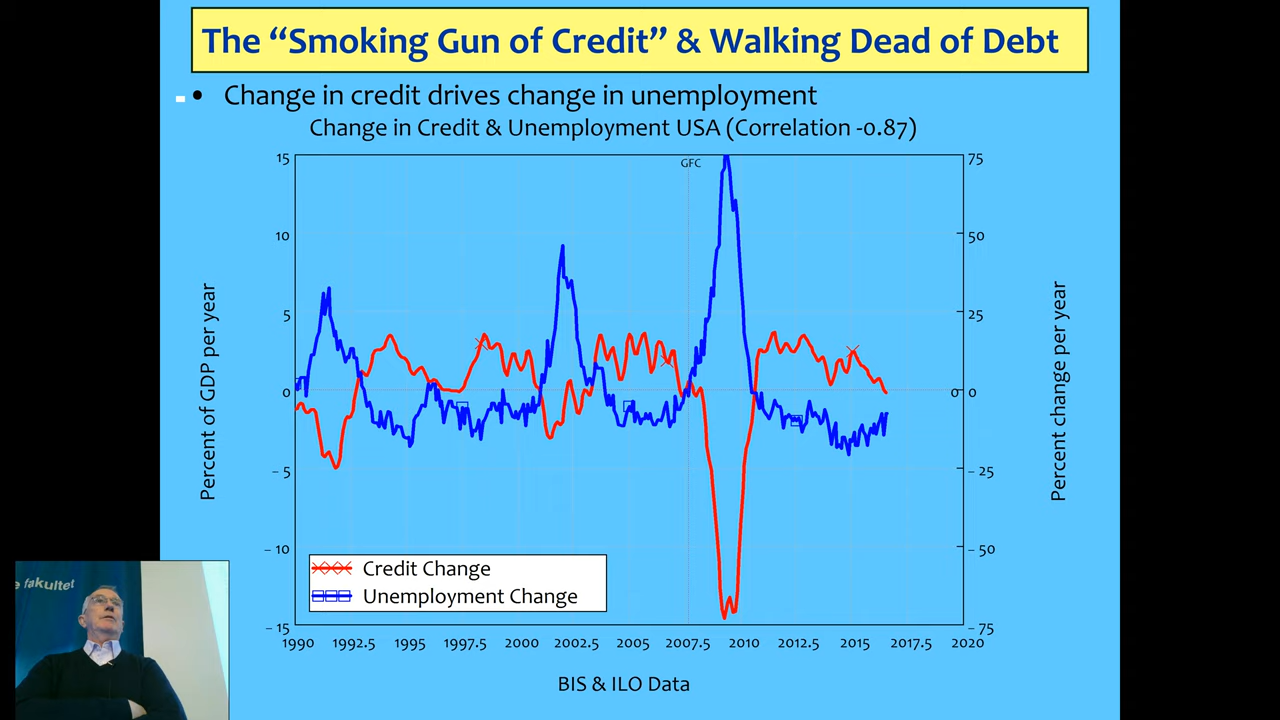 The “Smoking Gun of Credit” & Walking Dead of Debt
• Change in credit drives change in unemployment
Change in Credit & Unemployment USA (Correlation -0.87)
GFC
15
10
5
0
– 5
– 10
– 15
75
50
25
0
0
– 25
– 50
– 75
Percent of GDP per year
Percent change per year
Credit Change
Unemployment Change
1990 1992.5 1995 1997.5 2000 2002.5 2005 2007.5 2010 2012.5 2015 2017.5 2020
BIS & ILO Data
e fakultet